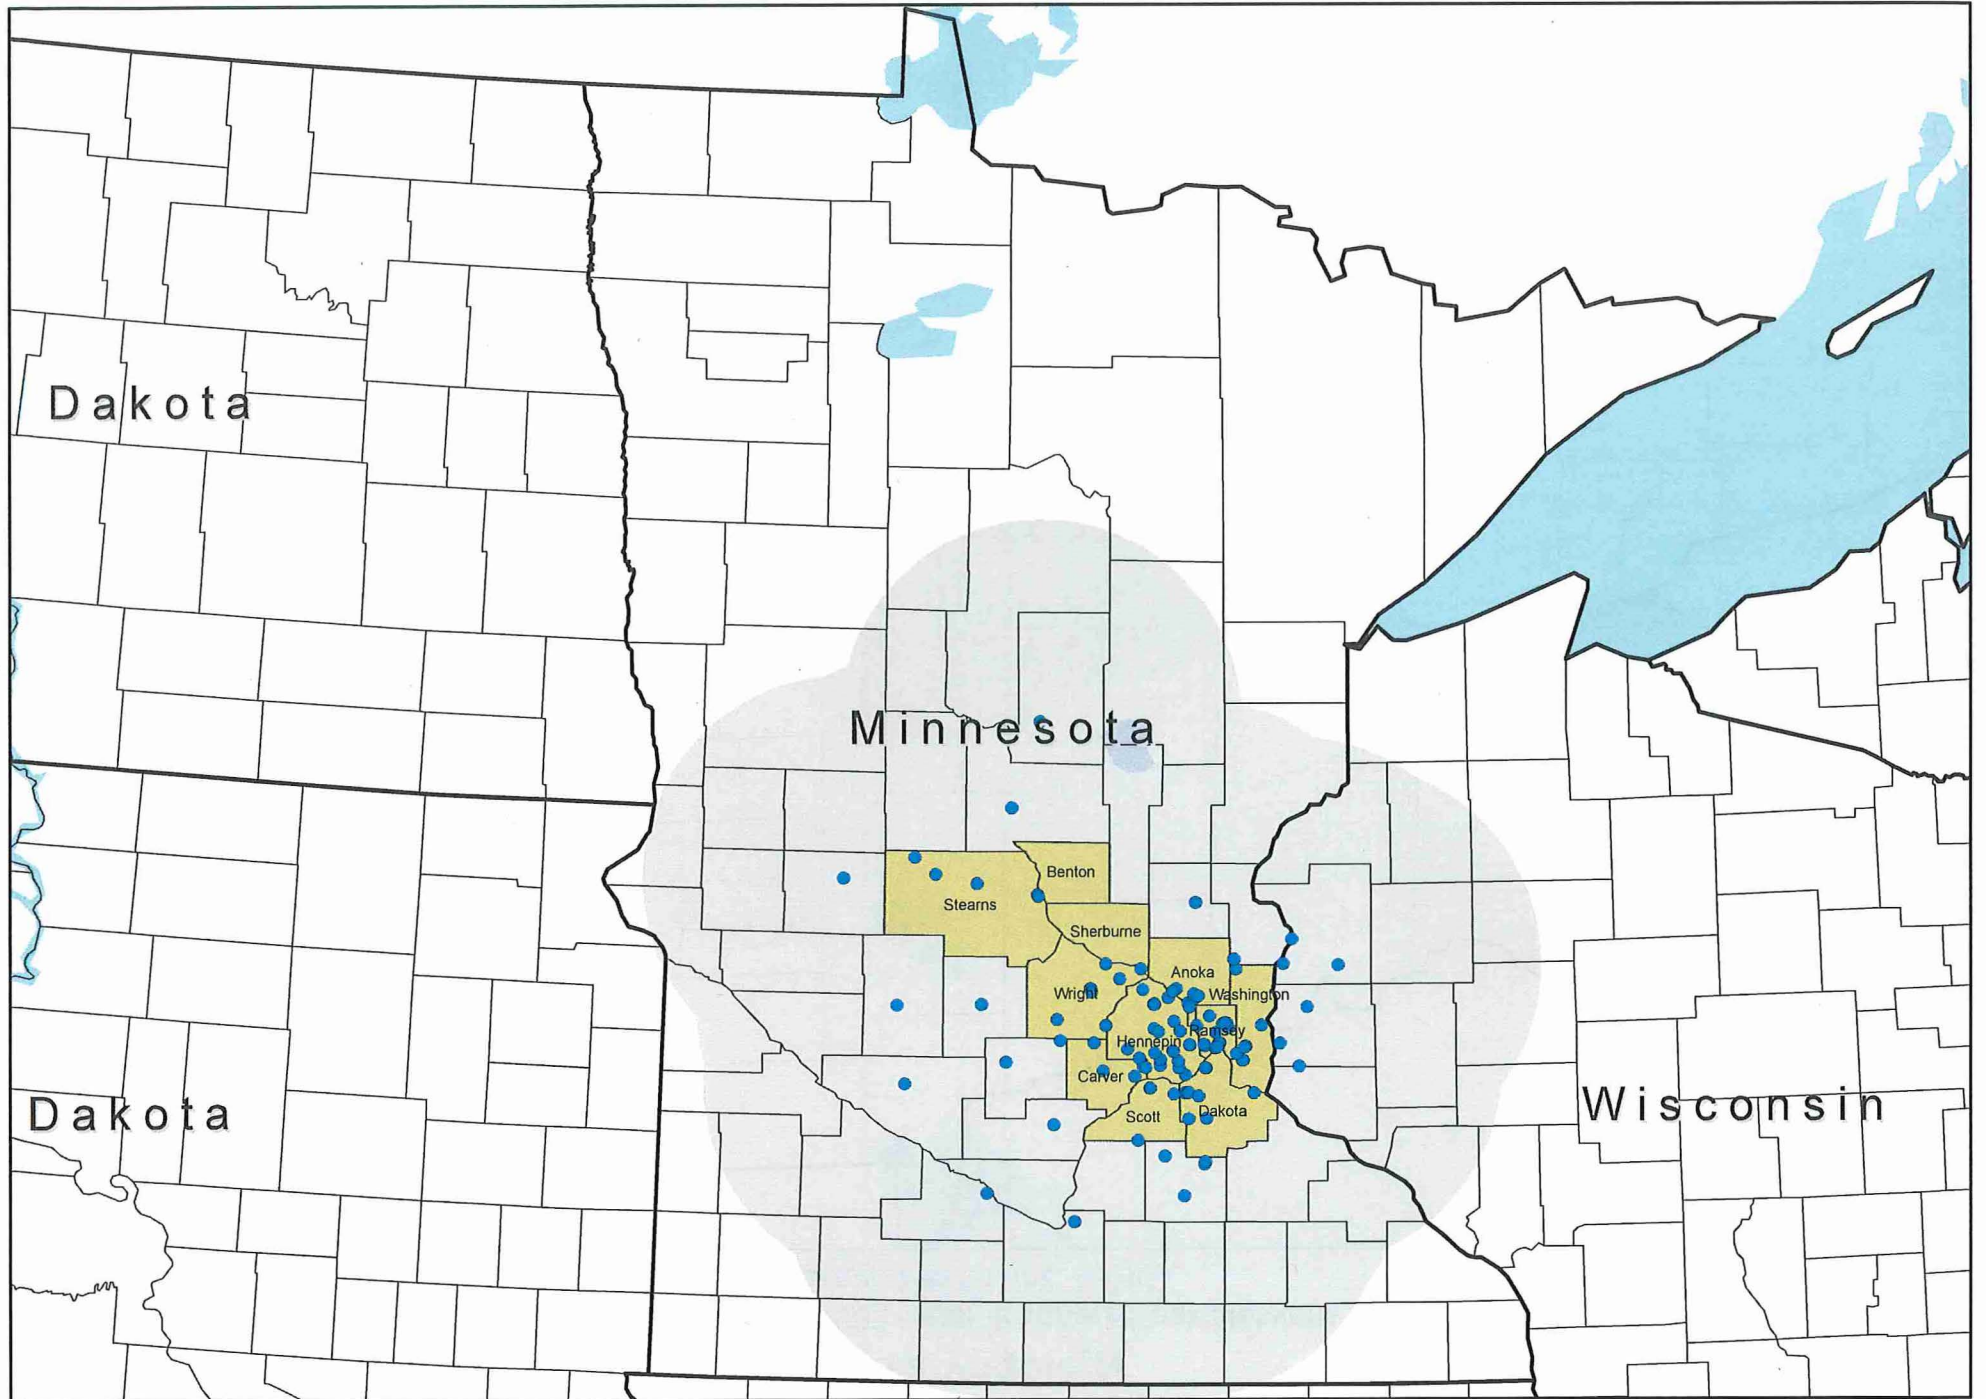 Dakota
Minnesota
Benton
Stearns
Sherburne
Anoka
Wright
Washington
Ramsey
Hennepin
Carver
Dakota
Scott
Dakota
Wisconsin